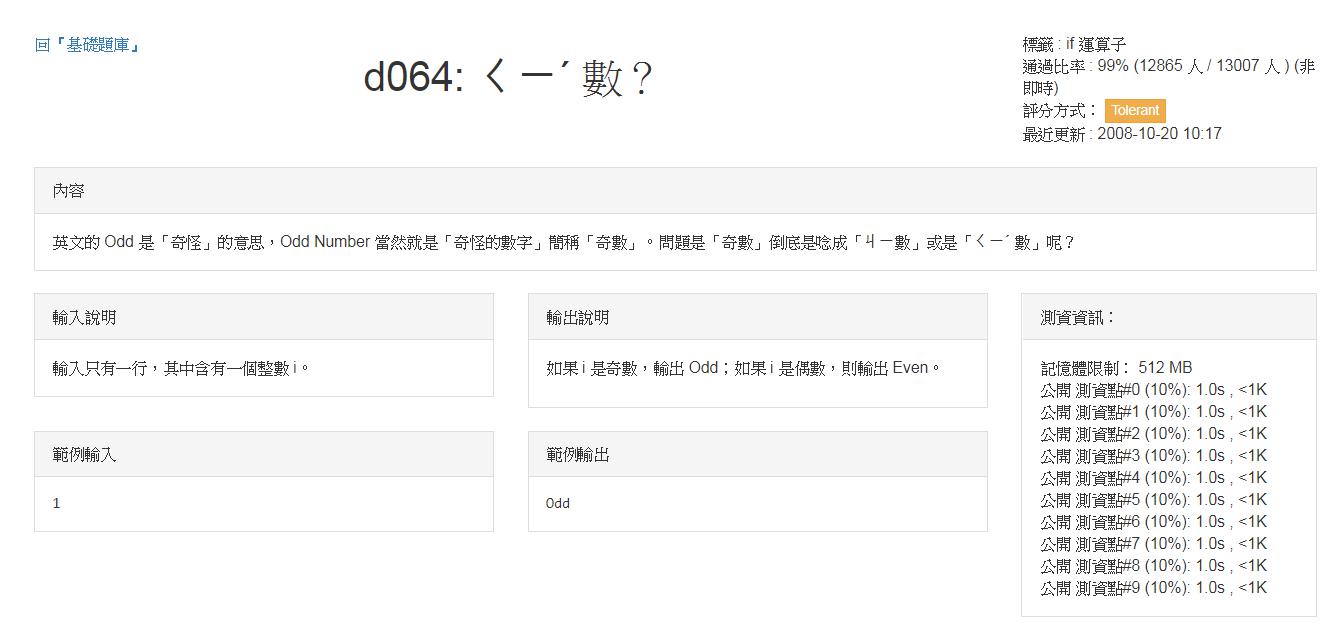 回『基礎題庫』
d064: ㄑㄧˊ數？
標籤 : if 運算子
通過比率 : 99% (12865 人 / 13007 人 ) (非
即時)
評分方式： Tolerant
最近更新 : 2008-10-20 10:17
內容
英文的 Odd 是「奇怪」的意思，Odd Number 當然就是「奇怪的數字」簡稱「奇數」。問題是「奇數」倒底是唸成「ㄐㄧ數」或是「ㄑㄧˊ數」呢？
輸入說明
輸入只有一行，其中含有一個整數 i。
輸出說明
如果 i 是奇數，輸出 Odd；如果 i 是偶數，則輸出 Even。
範例輸入
1
範例輸出
Odd
測資資訊：
記憶體限制： 512 MB
公開 測資點#0 (10%): 1.0s , <1K
公開 測資點#1 (10%): 1.0s , <1K
公開 測資點#2 (10%): 1.0s , <1K
公開 測資點#3 (10%): 1.0s , <1K
公開 測資點#4 (10%): 1.0s , <1K
公開 測資點#5 (10%): 1.0s , <1K
公開 測資點#6 (10%): 1.0s , <1K
公開 測資點#7 (10%): 1.0s , <1K
公開 測資點#8 (10%): 1.0s , <1K
公開 測資點#9 (10%): 1.0s , <1K